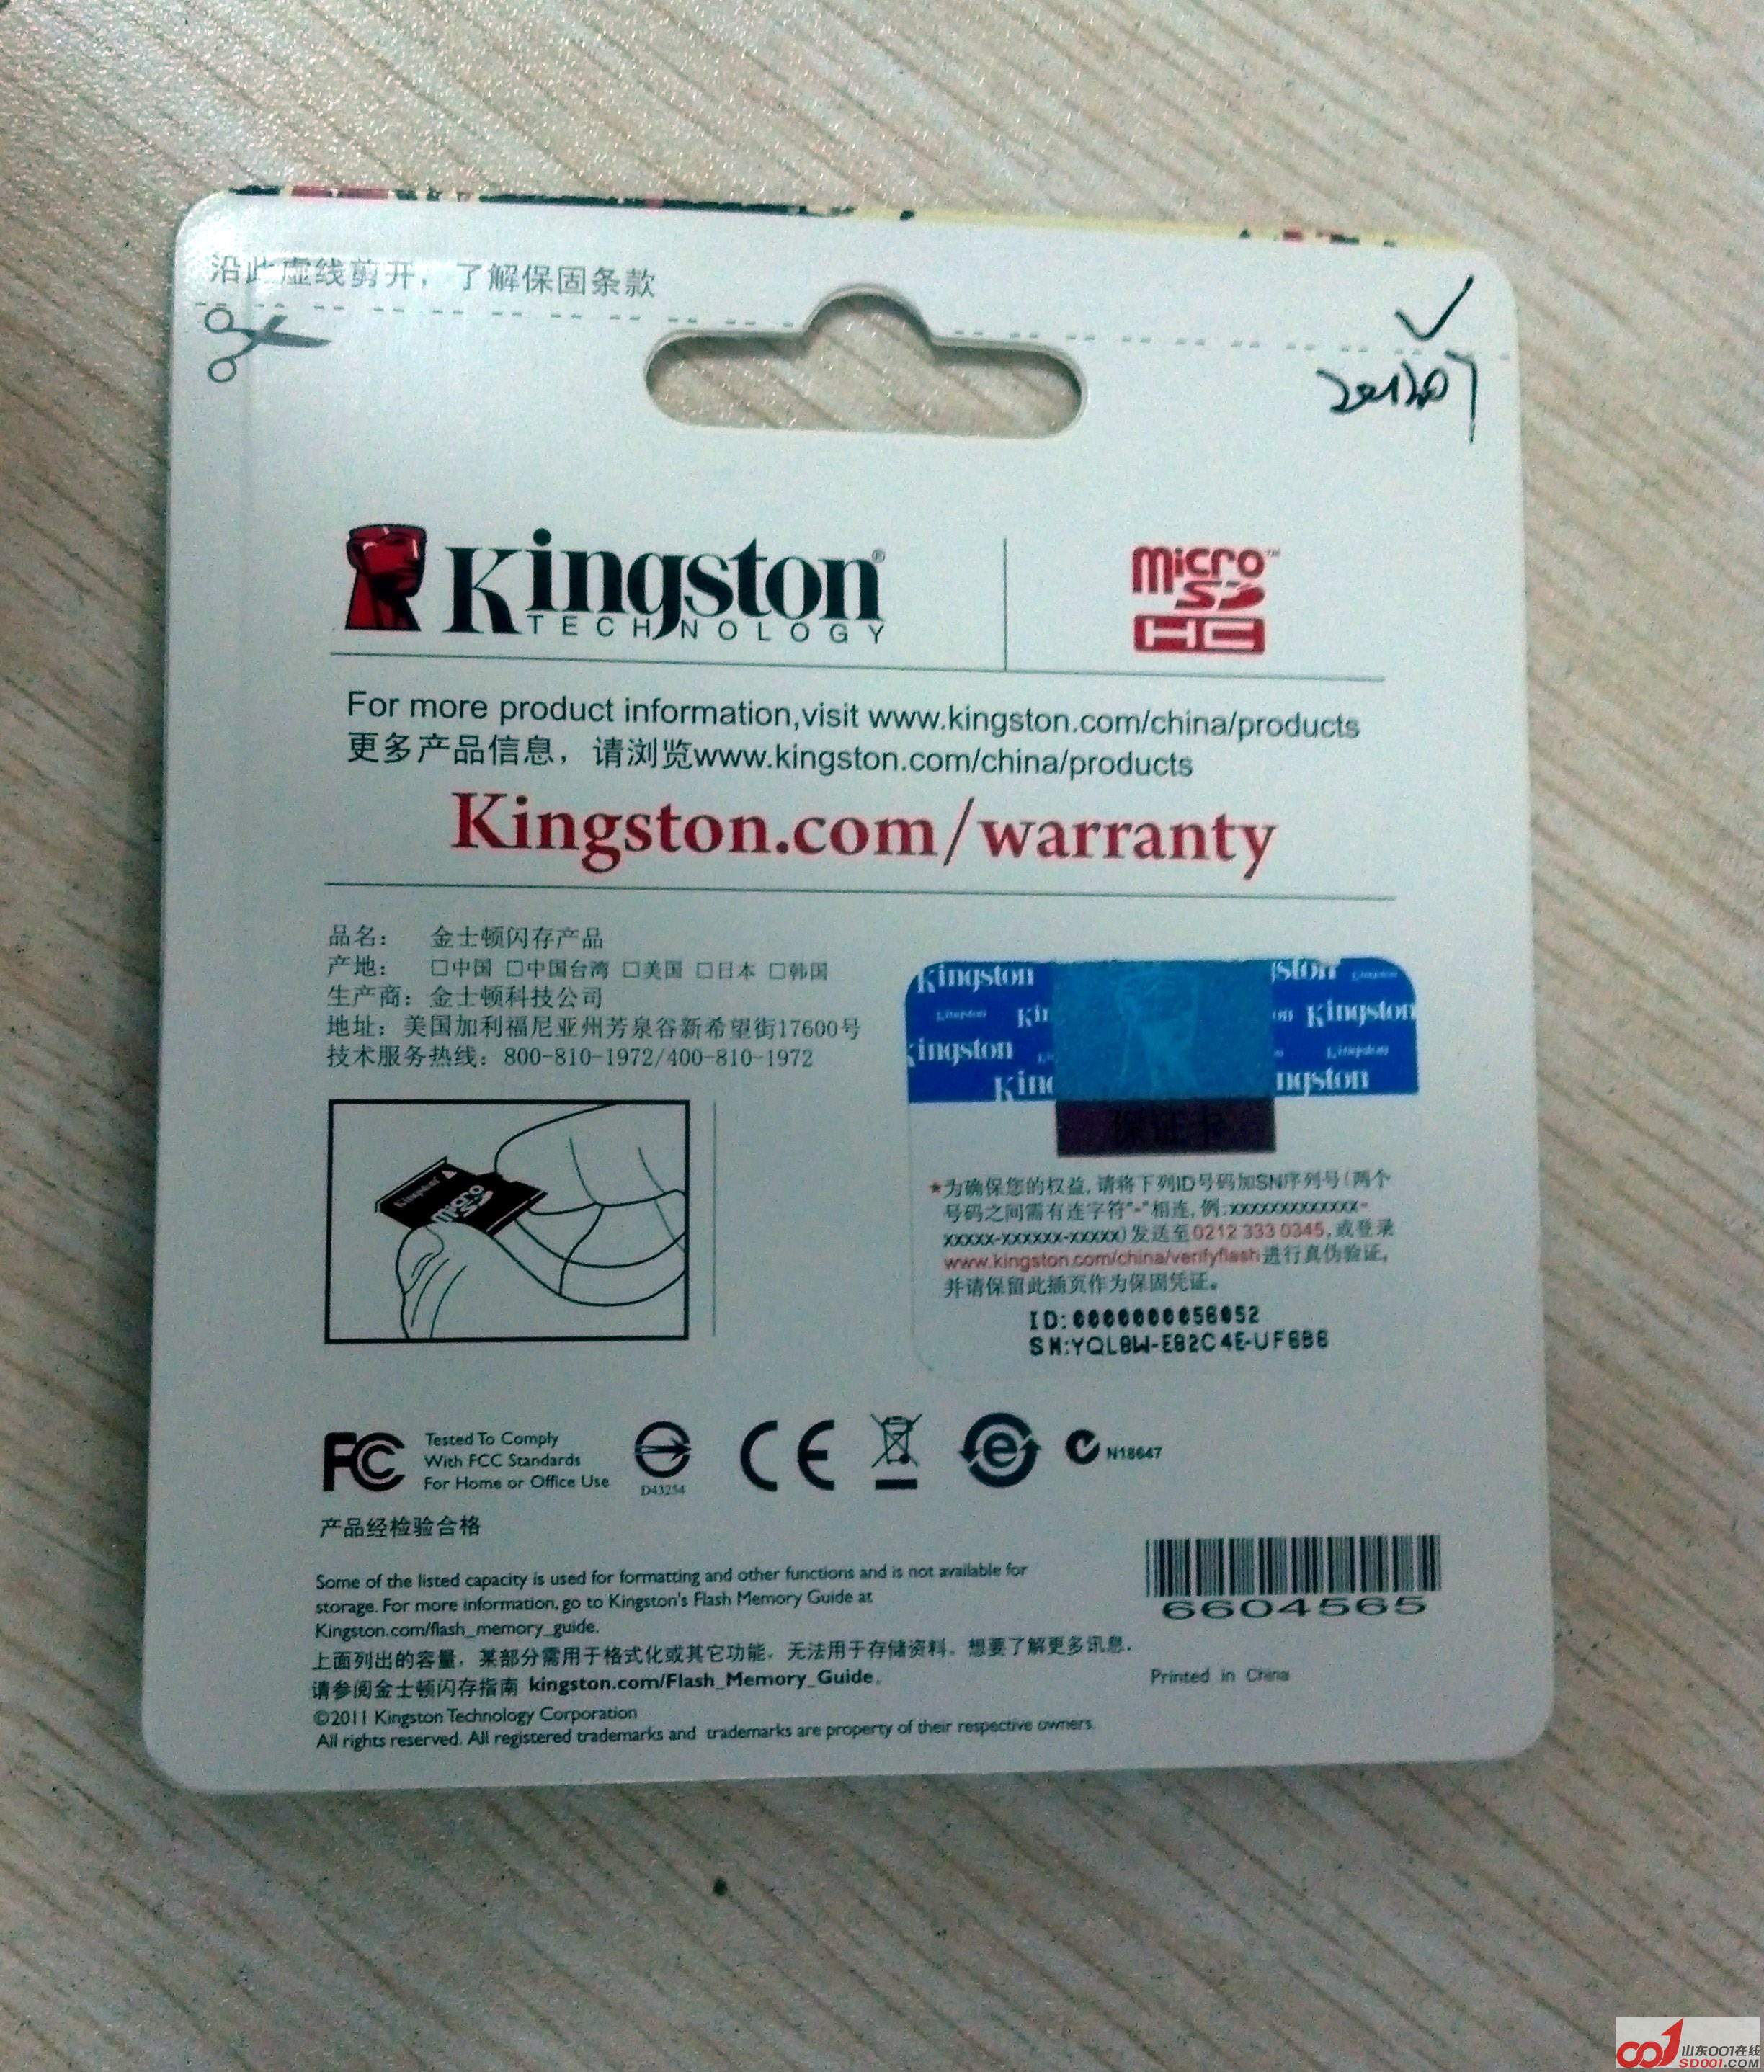 沿此虚线剪开，了解保固条款
Kingston®
TECHNOLOGY
micro™
SD
HC
For more product information,visit www.kingston.com/china/products
更多产品信息，请浏览www.kingston.com/china/products
Kingston.com/warranty
品名： 金士顿闪存产品
产地： □中国 □中国台湾 □美国 □日本 □韩国
生产商：金士顿科技公司
地址：美国加利福尼亚州芳泉谷新希望街17600号
技术服务热线：800-810-1972/400-810-1972
Kingston
micro
SD
Kingston
Kingston
保证卡
*为确保您的权益,请将下列ID号码加SN序列号(两个
号码之间需有连字符"-"相连,例:XXXXXXXXXXXXX-
XXXXX-XXXXXX-XXXXX)发送至0212 333 0345,或登录
www.kingston.com/china/verifyflash进行真伪验证,
并请保留此插页作为保固凭证。
ID:0000000056052
FC
Tested To Comply
With FCC Standards
For Home or Office Use
D43254
CE
e
N18647
产品经检验合格
Some of the listed capacity is used for formatting and other functions and is not available for
storage. For more information, go to Kingston's Flash Memory Guide at
Kingston.com/flash_memory_guide.
上面列出的容量，某部分需用于格式化或其它功能，无法用于存储资料。想要了解更多讯息，
请参阅金士顿闪存指南 kingston.com/Flash_Memory_Guide。
©2011 Kingston Technology Corporation
All rights reserved. All registered trademarks and trademarks are property of their respective owners.
6604565
Printed in China
001
山东001在线
SD001.COM